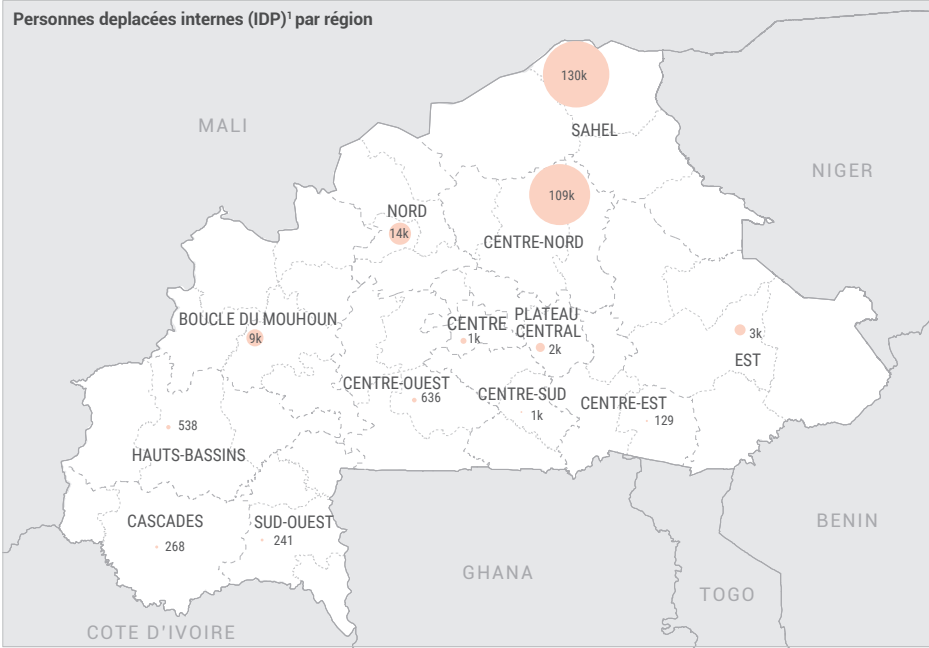 Personnes deplacées internes (IDP)¹ par région
130k
MALI
SAHEL
NIGER
109k
NORD
14k
CENTRE-NORD
BOUCLE DU MOUHOUN
9k
CENTRE
1k
PLATEAU
CENTRAL
2k
3k
EST
CENTRE-OUEST
636
CENTRE-SUD
1k
CENTRE-EST
129
538
HAUTS-BASSINS
CASCADES
268
SUD-OUEST
241
BENIN
GHANA
TOGO
COTE D'IVOIRE